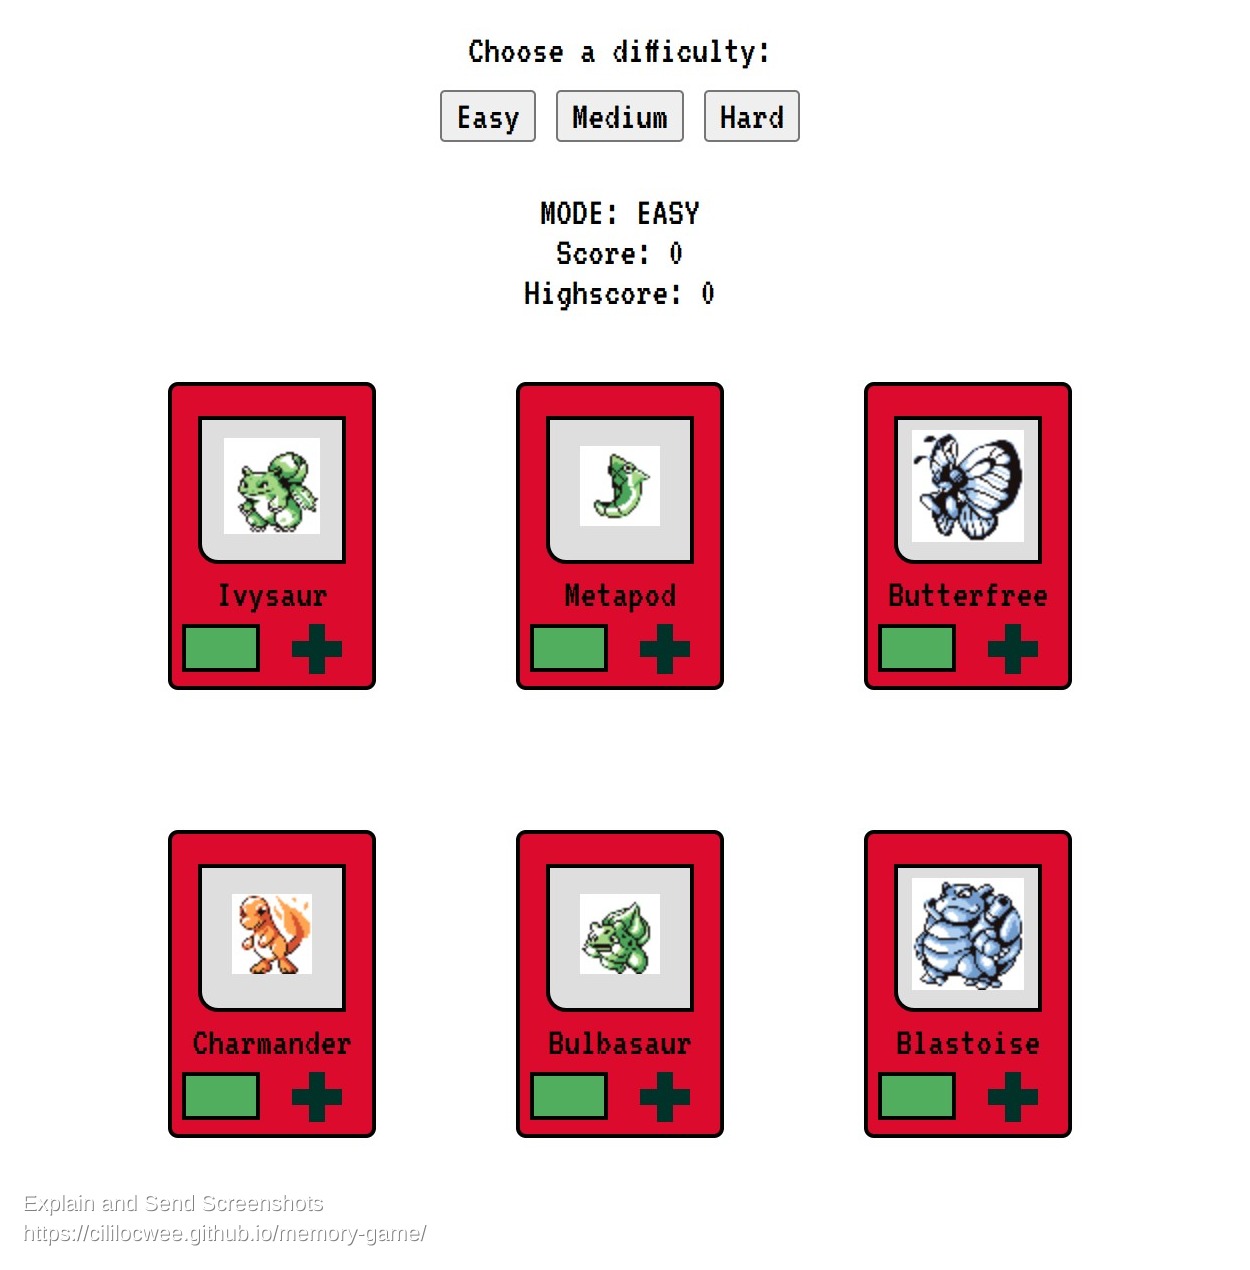 Choose a difficulty:
Easy Medium Hard
MODE: EASY
Score: 0
Highscore: 0
Ivysaur Metapod Butterfree
Charmander Bulbasaur Blastoise
Explain and Send Screenshots
https://cililocwee.github.io/memory-game/